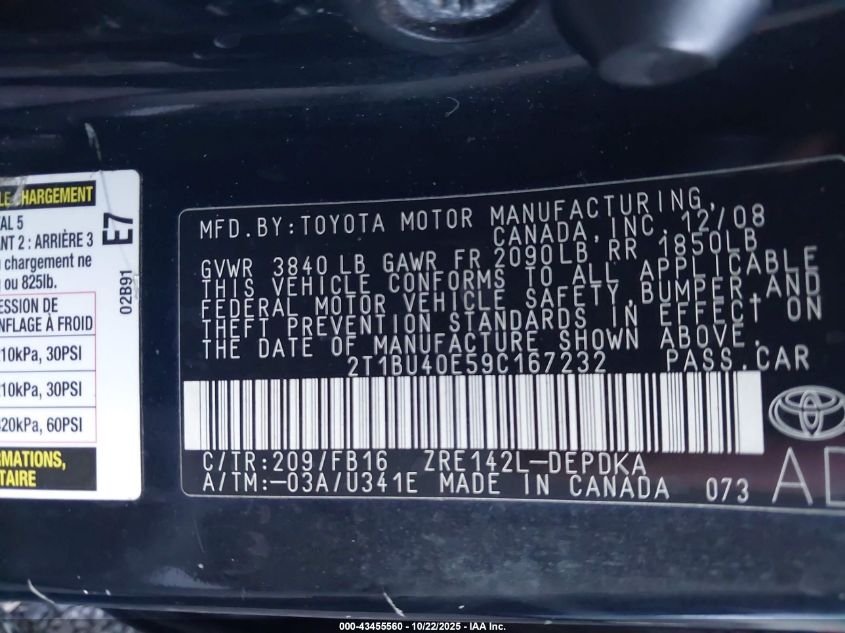 LE CHARGEMENT
TAL 5
ANT 2 : ARRIÈRE 3
chargement ne
ou 825lb.
ESSION DE
NFLAGE À FROID
10kPa, 30PSI
10kPa, 30PSI
20kPa, 60PSI
RMATIONS,
TAIRE
E7
02B91
MFD.BY:TOYOTA MOTOR MANUFACTURING,
CANADA, INC. 12/08
GVWR 3840 LB GAWR FR 2090LB RR 1850LB
THIS VEHICLE CONFORMS TO ALL APPLICABLE
FEDERAL MOTOR VEHICLE SAFETY,BUMPER,AND
THEFT PREVENTION STANDARDS IN EFFECT ON
THE DATE OF MANUFACTURE SHOWN ABOVE.
2T1BU40E59C167232 PASS.CAR
C/TR:209/FB16 ZRE142L-DEPDKA
A/TM:-03A/U341E MADE IN CANADA 073
AD
000-43455560 - 10/22/2025 - IAA Inc.